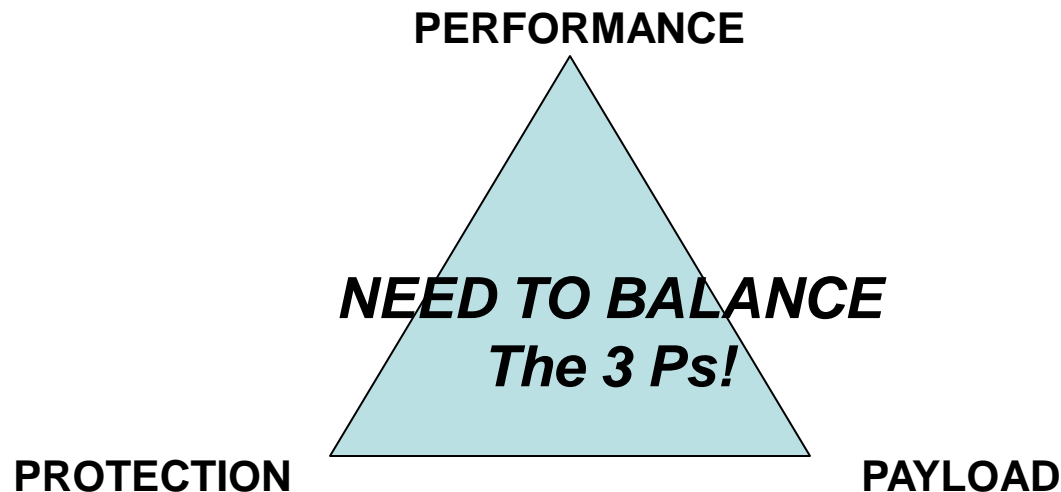 PERFORMANCE
NEED TO BALANCE
The 3 Ps!
PROTECTION
PAYLOAD